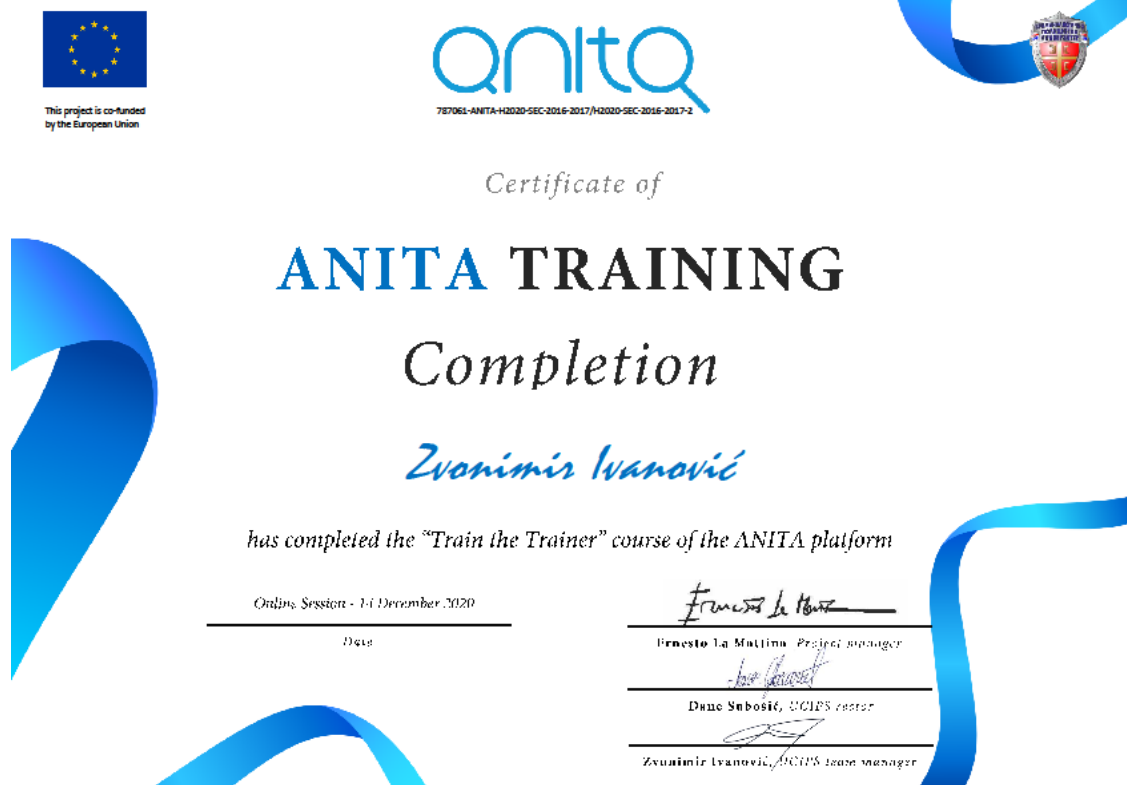 This project is co-funded
by the European Union
anita
787061-ANITA-H2020-SEC-2016-2017/H2020-SEC-2016-2017-2
Certificate of
ANITA TRAINING
Completion
Zvonimir Ivanović
has completed the “Train the Trainer” course of the ANITA platform
Online Session - December 2020
Date
Ernesto La Mattina, Project manager
Dane Subošić, UCIPS rector
Zvonimir Ivanović, UCIPS team manager